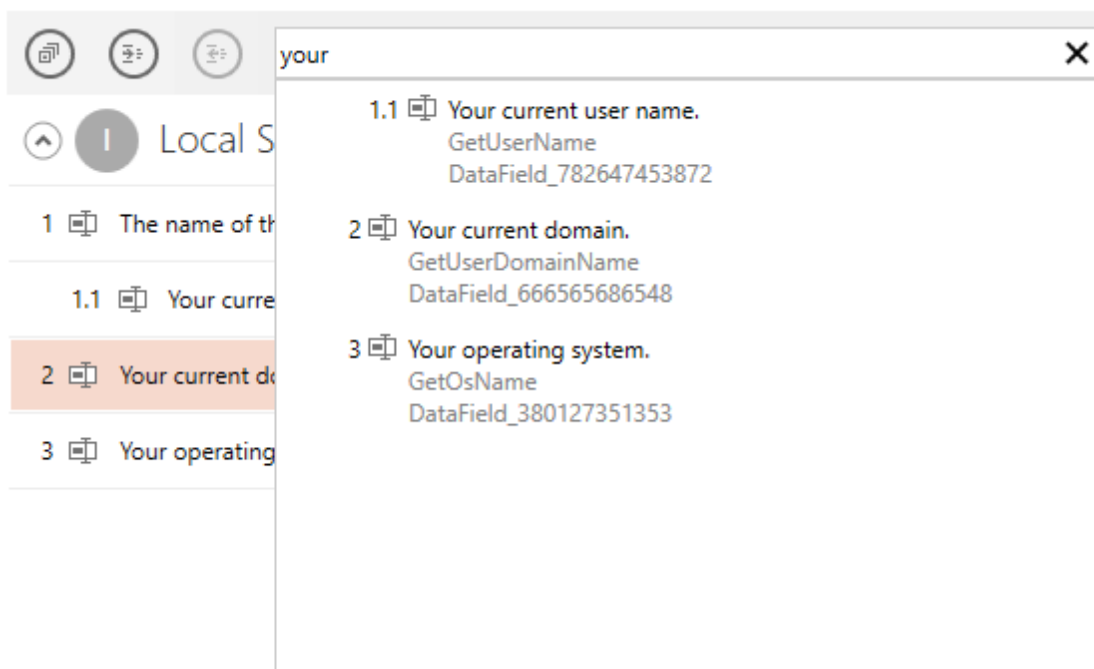 your
I Local S
1 The name of th
1.1 Your curre
2 Your current do
3 Your operating
1.1 Your current user name.
GetUserName
DataField_782647453872
2 Your current domain.
GetUserDomainName
DataField_666565686548
3 Your operating system.
GetOsName
DataField_380127351353